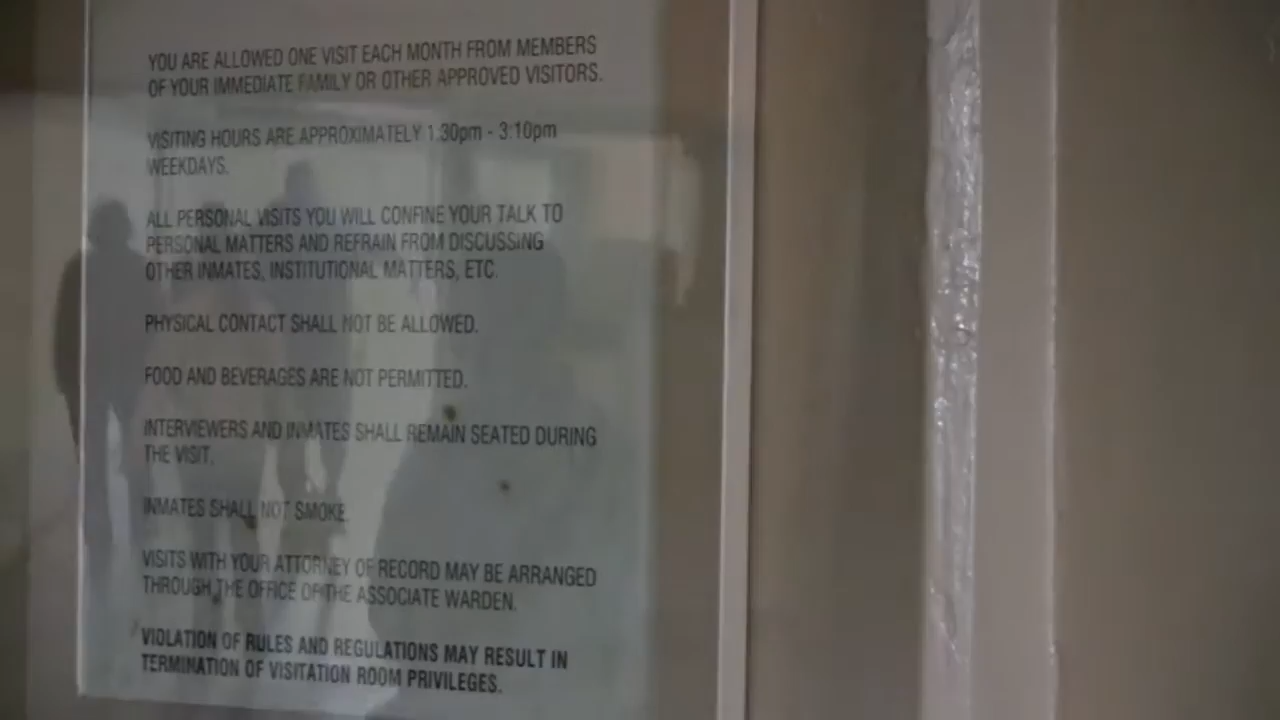 YOU ARE ALLOWED ONE VISIT EACH MONTH FROM MEMBERS
OF YOUR IMMEDIATE FAMILY OR OTHER APPROVED VISITORS.
VISITING HOURS ARE APPROXIMATELY 1:30pm - 3:10pm
WEEKDAYS.
ALL PERSONAL VISITS YOU WILL CONFINE YOUR TALK TO
PERSONAL MATTERS AND REFRAIN FROM DISCUSSING
OTHER INMATES, INSTITUTIONAL MATTERS, ETC.
PHYSICAL CONTACT SHALL NOT BE ALLOWED.
FOOD AND BEVERAGES ARE NOT PERMITTED.
INTERVIEWERS AND INMATES SHALL REMAIN SEATED DURING
THE VISIT.
INMATES SHALL NOT SMOKE.
VISITS WITH YOUR ATTORNEY OF RECORD MAY BE ARRANGED
THROUGH THE OFFICE OF THE ASSOCIATE WARDEN.
VIOLATION OF RULES AND REGULATIONS MAY RESULT IN
TERMINATION OF VISITATION ROOM PRIVILEGES.